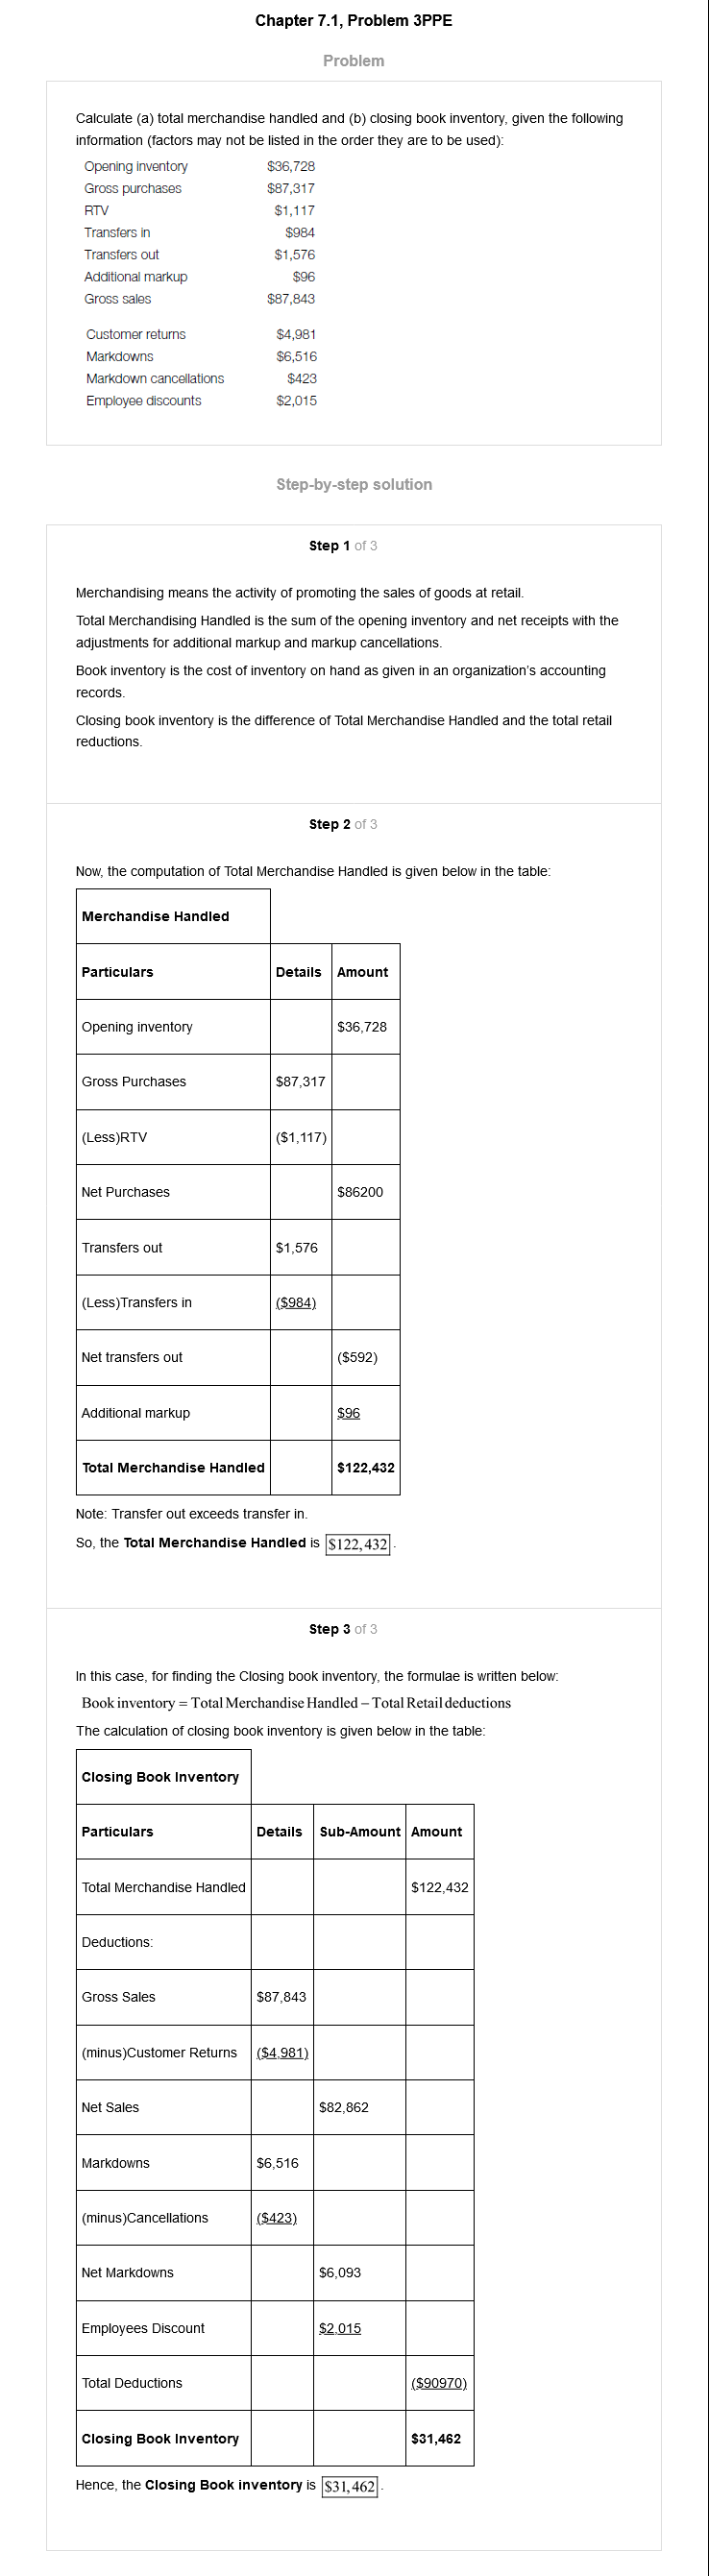 Chapter 7.1, Problem 3PPE
Problem
Calculate (a) total merchandise handled and (b) closing book inventory, given the following
information (factors may not be listed in the order they are to be used):
Opening inventory $36,728
Gross purchases $87,317
RTV $1,117
Transfers in $984
Transfers out $1,576
Additional markup $96
Gross sales $87,843
Customer returns $4,981
Markdowns $6,516
Markdown cancellations $423
Employee discounts $2,015
Step-by-step solution
Step 1 of 3
Merchandising means the activity of promoting the sales of goods at retail.
Total Merchandising Handled is the sum of the opening inventory and net receipts with the
adjustments for additional markup and markup cancellations.
Book inventory is the cost of inventory on hand as given in an organization's accounting
records.
Closing book inventory is the difference of Total Merchandise Handled and the total retail
reductions.
Step 2 of 3
Now, the computation of Total Merchandise Handled is given below in the table:
Merchandise Handled
Particulars Details Amount
Opening inventory $36,728
Gross Purchases $87,317
(Less)RTV ($1,117)
Net Purchases $86200
Transfers out $1,576
(Less)Transfers in ($984)
Net transfers out ($592)
Additional markup $96
Total Merchandise Handled $122,432
Note: Transfer out exceeds transfer in.
So, the Total Merchandise Handled is $122,432.
Step 3 of 3
In this case, for finding the Closing book inventory, the formulae is written below:
Book inventory = Total Merchandise Handled – Total Retail deductions
The calculation of closing book inventory is given below in the table:
Closing Book Inventory
Particulars Details Sub-Amount Amount
Total Merchandise Handled $122,432
Deductions:
Gross Sales $87,843
(minus)Customer Returns ($4,981)
Net Sales $82,862
Markdowns $6,516
(minus)Cancellations ($423)
Net Markdowns $6,093
Employees Discount $2,015
Total Deductions ($90970)
Closing Book Inventory $31,462
Hence, the Closing Book inventory is $31,462.